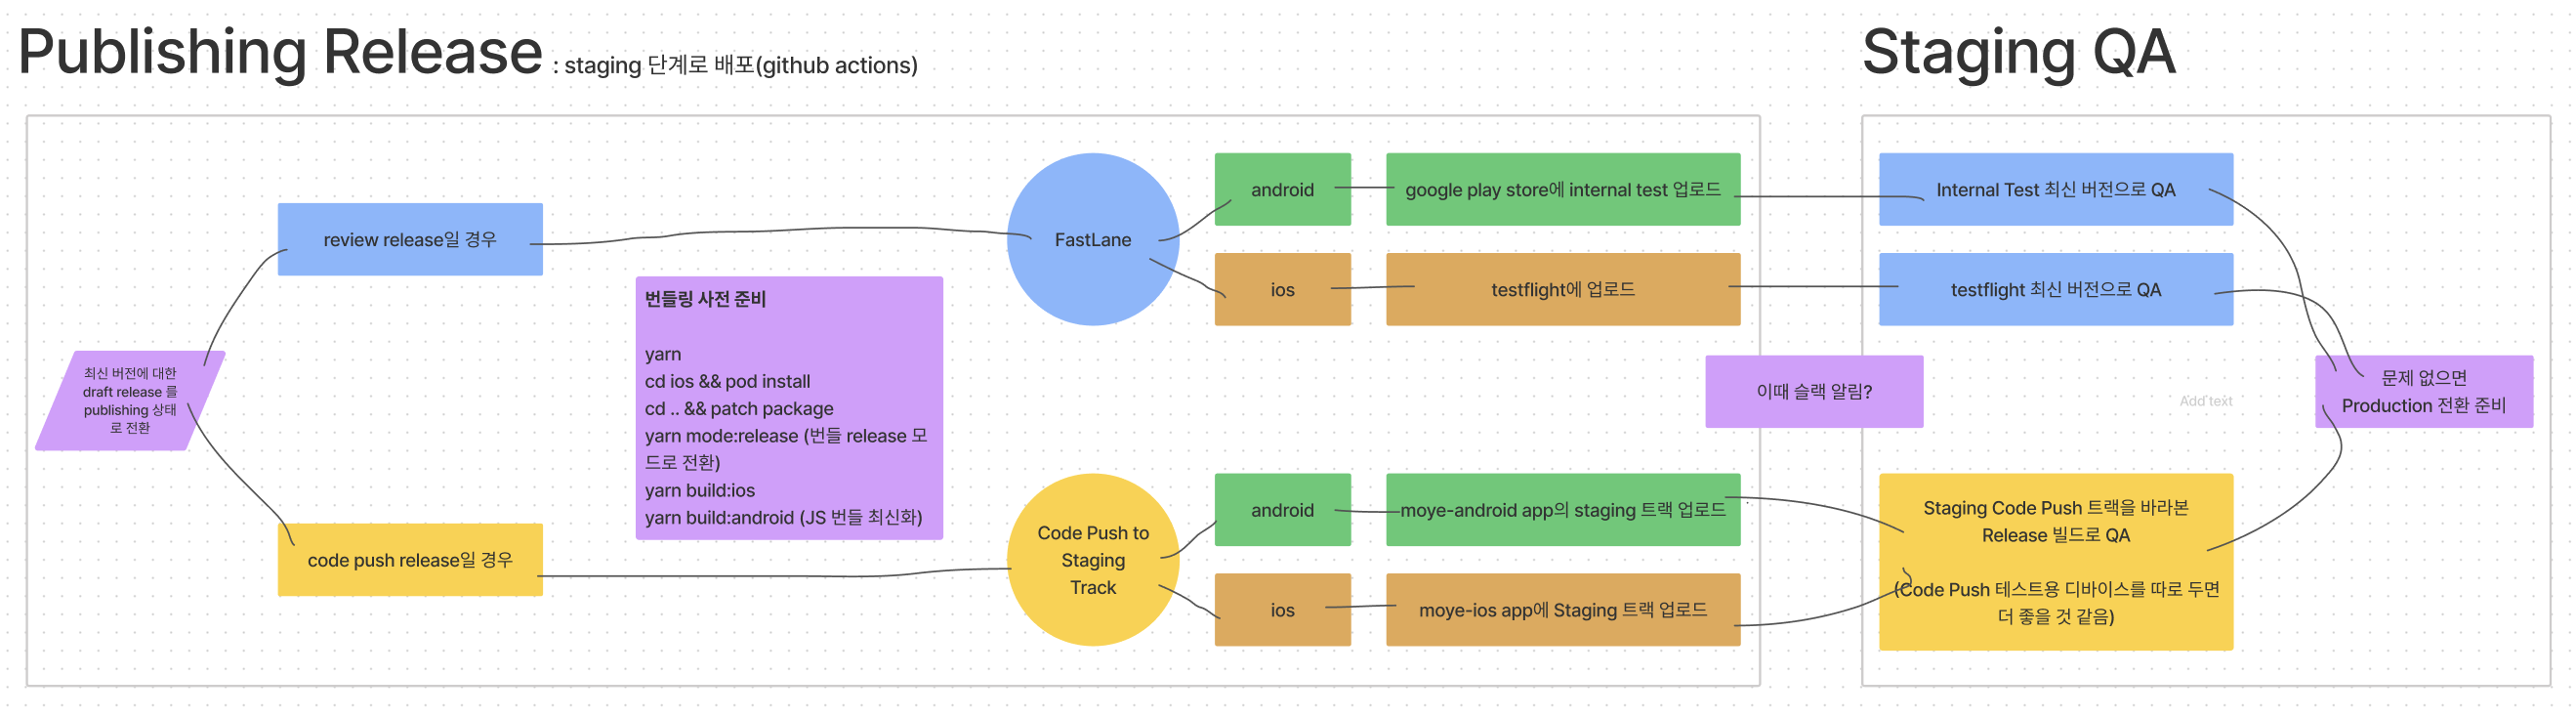 Publishing Release : staging 단계로 배포(github actions)
Staging QA
최신 버전에 대한
draft release 를
publishing 상태
로 전환
review release일 경우
code push release일 경우
번들링 사전 준비
yarn
cd ios && pod install
cd .. && patch package
yarn mode:release (번들 release 모
드로 전환)
yarn build:ios
yarn build:android (JS 번들 최신화)
FastLane
android
google play store에 internal test 업로드
ios
testflight에 업로드
Code Push to
Staging
Track
android
moye-android app의 staging 트랙 업로드
ios
moye-ios app에 Staging 트랙 업로드
이때 슬랙 알림?
Internal Test 최신 버전으로 QA
testflight 최신 버전으로 QA
Add text
Staging Code Push 트랙을 바라본
Release 빌드로 QA
(Code Push 테스트용 디바이스를 따로 두면
더 좋을 것 같음)
문제 없으면
Production 전환 준비